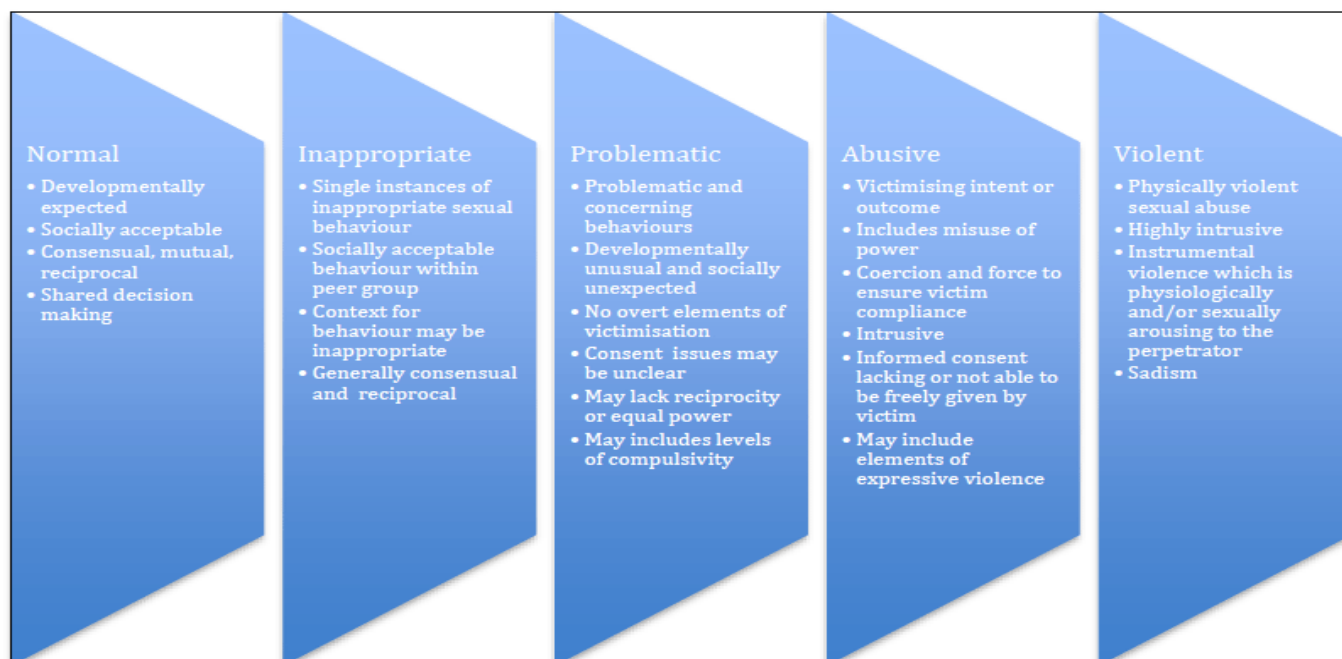 Normal
• Developmentally
expected
• Socially acceptable
• Consensual, mutual,
reciprocal
• Shared decision
making
Inappropriate
• Single instances of
inappropriate sexual
behaviour
• Socially acceptable
behaviour within
peer group
• Context for
behaviour may be
inappropriate
• Generally consensual
and reciprocal
Problematic
• Problematic and
concerning
behaviours
• Developmentally
unusual and socially
unexpected
• No overt elements of
victimisation
• Consent issues may
be unclear
• May lack reciprocity
or equal power
• May includes levels
of compulsivity
Abusive
• Victimising intent or
outcome
• Includes misuse of
power
• Coercion and force to
ensure victim
compliance
• Intrusive
• Informed consent
lacking or not able to
be freely given by
victim
• May include
elements of
expressive violence
Violent
• Physically violent
sexual abuse
• Highly intrusive
• Instrumental
violence which is
physiologically
and/or sexually
arousing to the
perpetrator
• Sadism